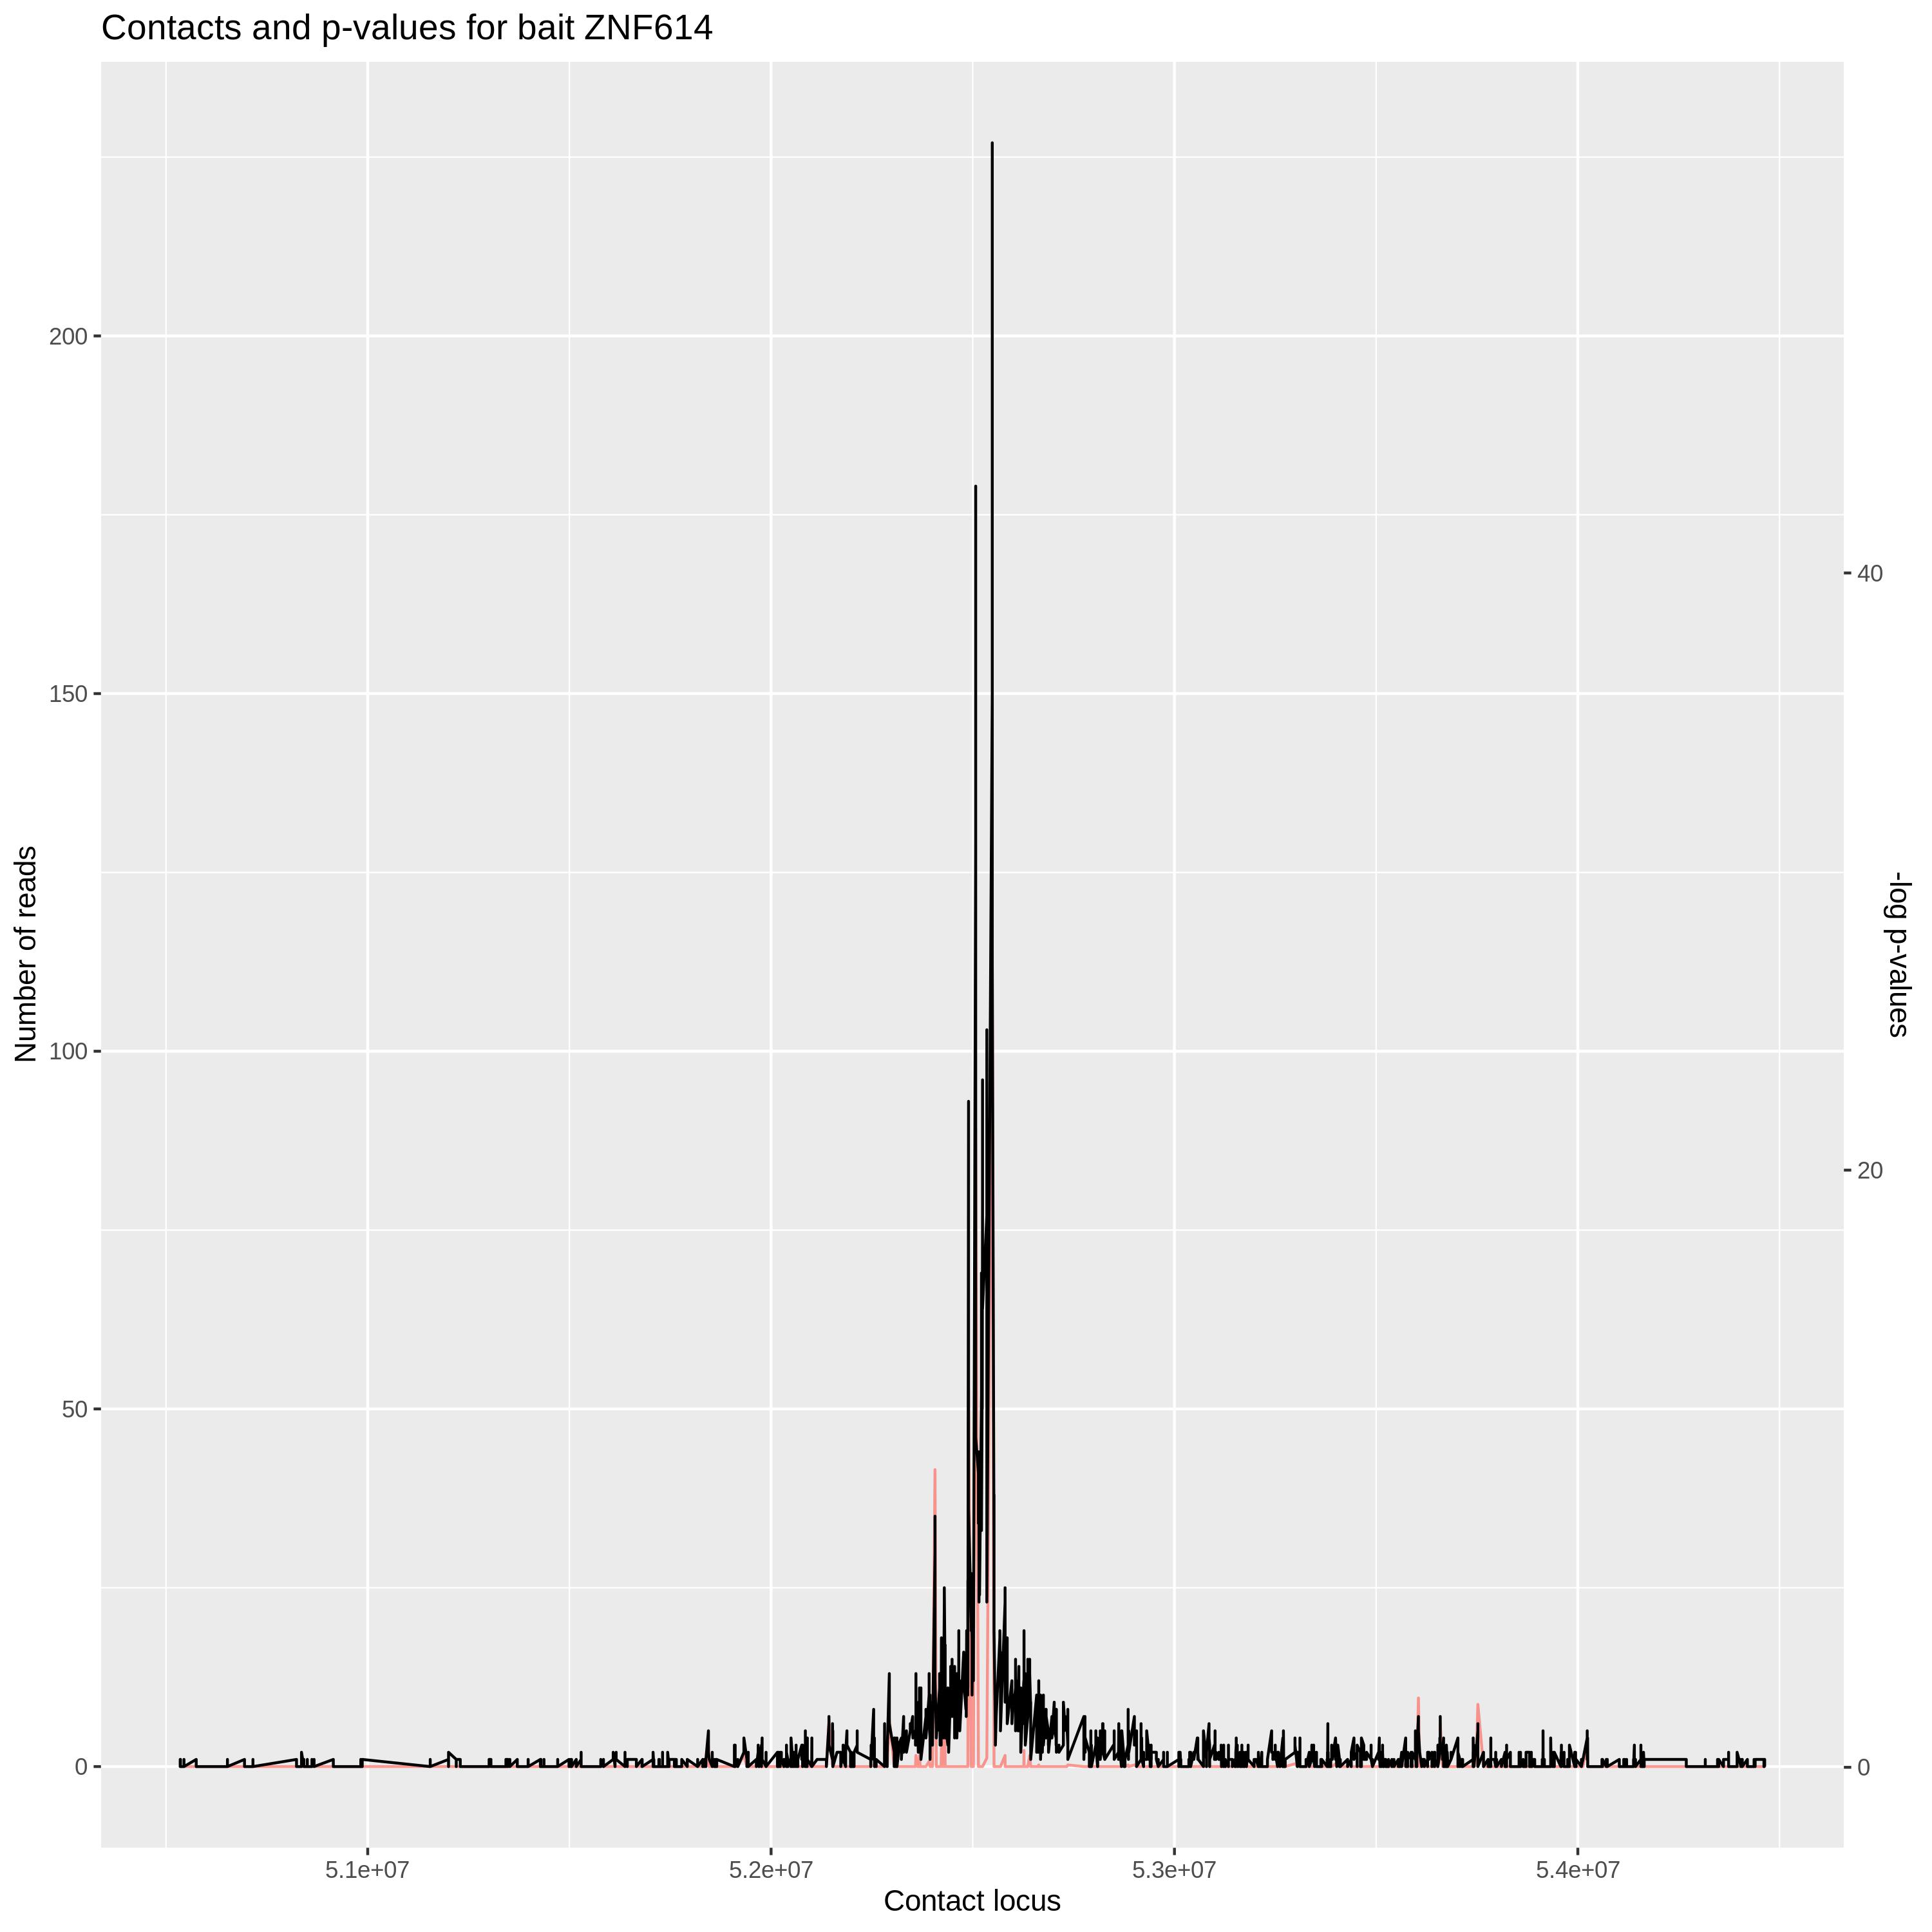 Contacts and p-values for bait ZNF614
Number of reads
200
150
100
50
0
40
20
0
-log p-values
5.1e+07
5.2e+07
5.3e+07
5.4e+07
Contact locus